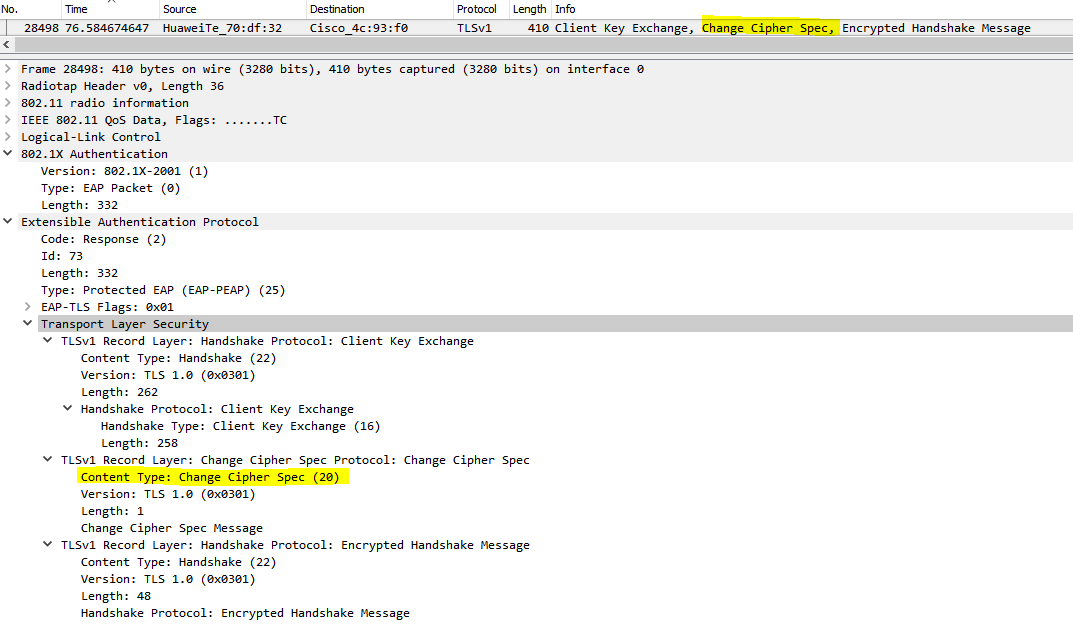 No. Time Source Destination Protocol Length Info
28498 76.584674647 HuaweiTe_70:df:32 Cisco_4c:93:f0 TLSv1 410 Client Key Exchange, Change Cipher Spec, Encrypted Handshake Message
Frame 28498: 410 bytes on wire (3280 bits), 410 bytes captured (3280 bits) on interface 0
Radiotap Header v0, Length 36
802.11 radio information
IEEE 802.11 QoS Data, Flags: .......TC
Logical-Link Control
802.1X Authentication
Version: 802.1X-2001 (1)
Type: EAP Packet (0)
Length: 332
Extensible Authentication Protocol
Code: Response (2)
Id: 73
Length: 332
Type: Protected EAP (EAP-PEAP) (25)
EAP-TLS Flags: 0x01
Transport Layer Security
TLSv1 Record Layer: Handshake Protocol: Client Key Exchange
Content Type: Handshake (22)
Version: TLS 1.0 (0x0301)
Length: 262
Handshake Protocol: Client Key Exchange
Handshake Type: Client Key Exchange (16)
Length: 258
TLSv1 Record Layer: Change Cipher Spec Protocol: Change Cipher Spec
Content Type: Change Cipher Spec (20)
Version: TLS 1.0 (0x0301)
Length: 1
Change Cipher Spec Message
TLSv1 Record Layer: Handshake Protocol: Encrypted Handshake Message
Content Type: Handshake (22)
Version: TLS 1.0 (0x0301)
Length: 48
Handshake Protocol: Encrypted Handshake Message